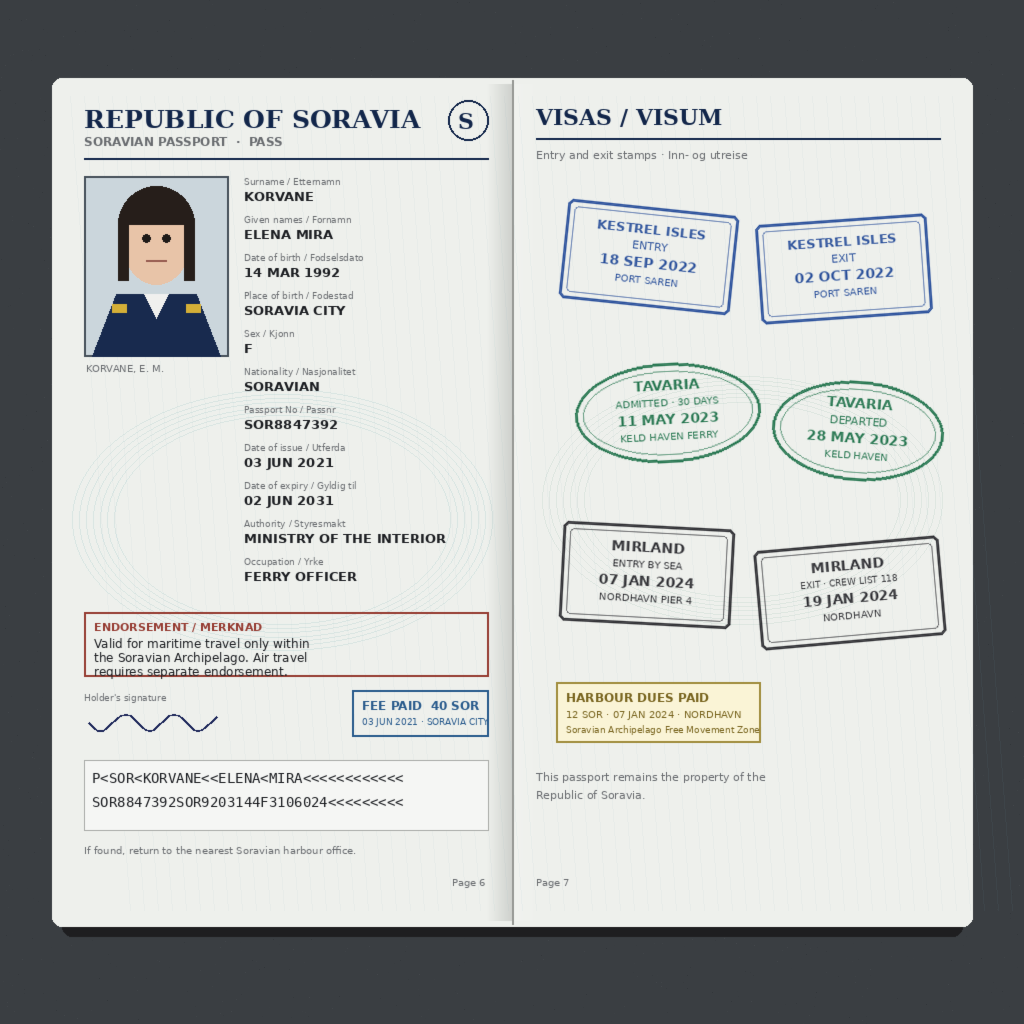 REPUBLIC OF SORAVIA
S
SORAVIAN PASSPORT · PASS
Surname / Etternamn
KORVANE
Given names / Fornamn
ELENA MIRA
Date of birth / Fodselsdato
14 MAR 1992
Place of birth / Fodestad
SORAVIA CITY
Sex / Kjonn
F
Nationality / Nasjonalitet
SORAVIAN
Passport No / Passnr
SOR8847392
Date of issue / Utferda
03 JUN 2021
Date of expiry / Gyldig til
02 JUN 2031
Authority / Styresmakt
MINISTRY OF THE INTERIOR
Occupation / Yrke
FERRY OFFICER
KORVANE, E. M.
ENDORSEMENT / MERKNAD
Valid for maritime travel only within
the Soravian Archipelago. Air travel
requires separate endorsement.
Holder's signature
FEE PAID 40 SOR
03 JUN 2021 · SORAVIA CITY
P<SOR<KORVANE<<ELENA<MIRA<<<<<<<<<<<<
SOR8847392SOR9203144F3106024<<<<<<<<<
If found, return to the nearest Soravian harbour office.
Page 6
VISAS / VISUM
Entry and exit stamps · Inn- og utreise
KESTREL ISLES
ENTRY
18 SEP 2022
PORT SAREN
KESTREL ISLES
EXIT
02 OCT 2022
PORT SAREN
TAVARIA
ADMITTED · 30 DAYS
11 MAY 2023
KELD HAVEN FERRY
TAVARIA
DEPARTED
28 MAY 2023
KELD HAVEN
MIRLAND
ENTRY BY SEA
07 JAN 2024
NORDHAVN PIER 4
MIRLAND
EXIT · CREW LIST 118
19 JAN 2024
NORDHAVN
HARBOUR DUES PAID
12 SOR · 07 JAN 2024 · NORDHAVN
Soravian Archipelago Free Movement Zone
This passport remains the property of the
Republic of Soravia.
Page 7